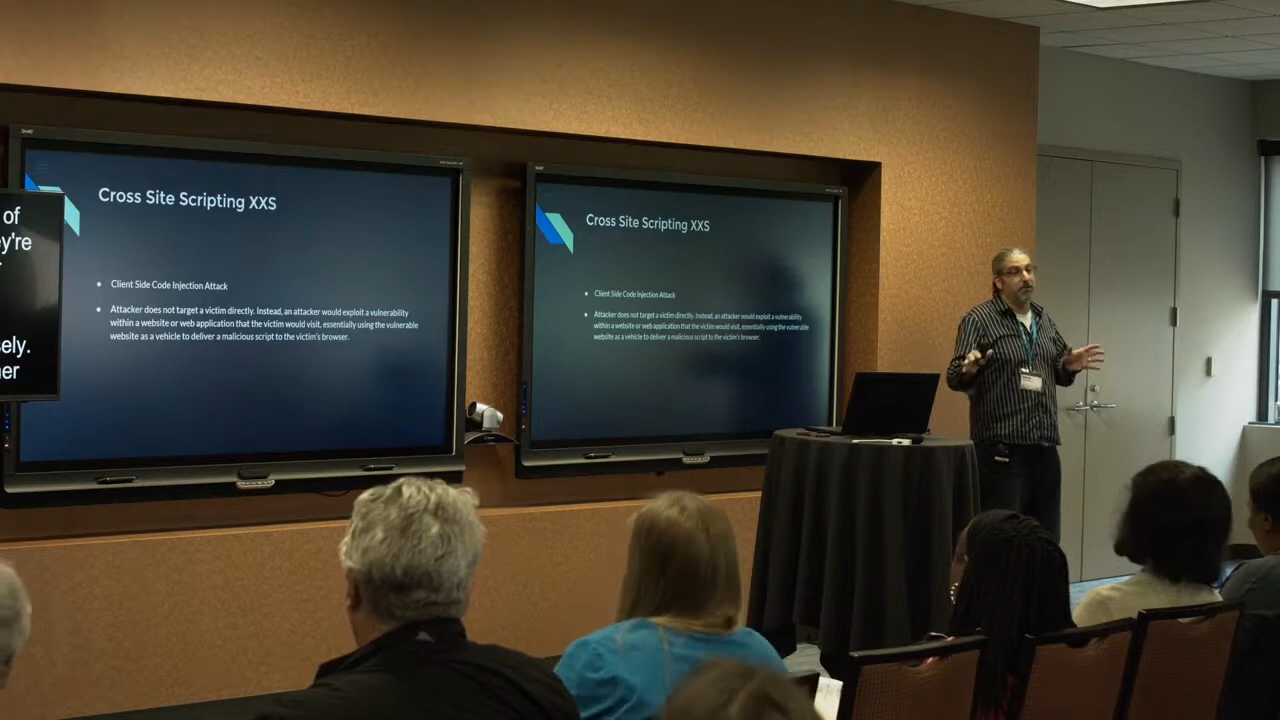 of
ey're
ely.
her
SMART
Cross Site Scripting XXS
Client Side Code Injection Attack
Attacker does not target a victim directly. Instead, an attacker would exploit a vulnerability
within a website or web application that the victim would visit, essentially using the vulnerable
website as a vehicle to deliver a malicious script to the victim's browser.
Cross Site Scripting XXS
Client Side Code Injection Attack
Attacker does not target a victim directly. Instead, an attacker would exploit a vulnerability
within a website or web application that the victim would visit, essentially using the vulnerable
website as a vehicle to deliver a malicious script to the victim's browser.